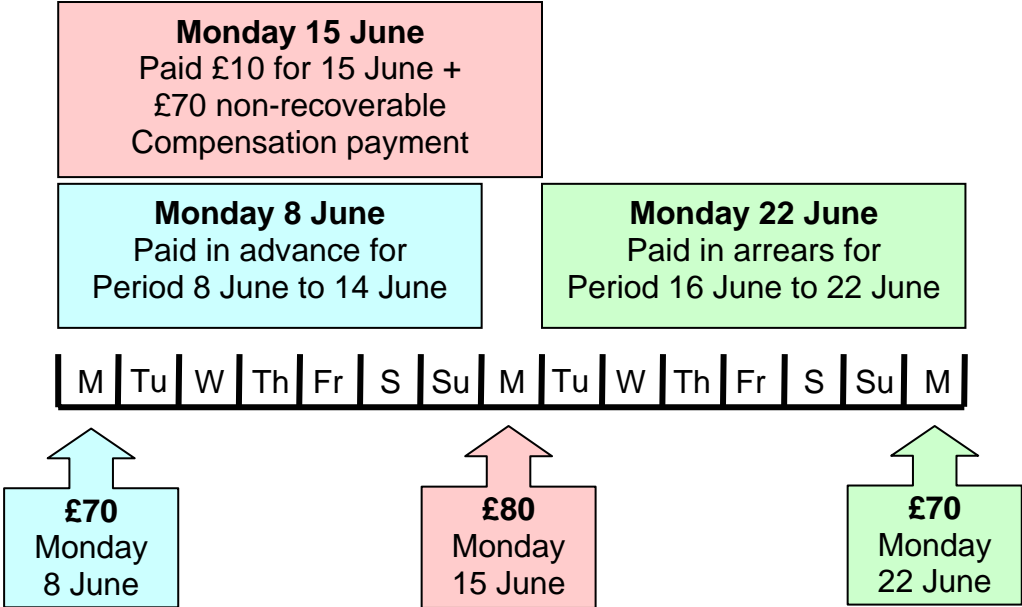 Monday 15 June
Paid £10 for 15 June +
£70 non-recoverable
Compensation payment
Monday 8 June
Paid in advance for
Period 8 June to 14 June
Monday 22 June
Paid in arrears for
Period 16 June to 22 June
M Tu W Th Fr S Su M Tu W Th Fr S Su M
£70
Monday
8 June
£80
Monday
15 June
£70
Monday
22 June